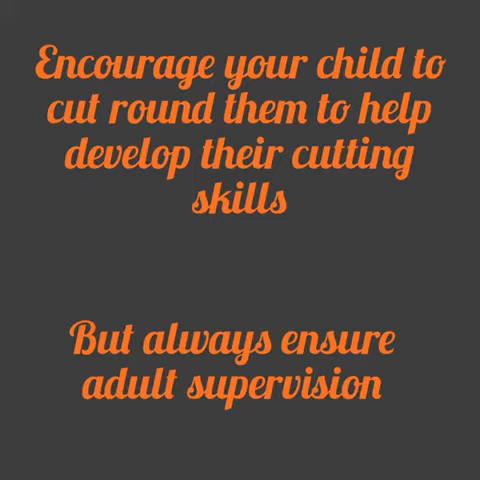 Encourage your child to
cut round them to help
develop their cutting
skills
But always ensure
adult supervision